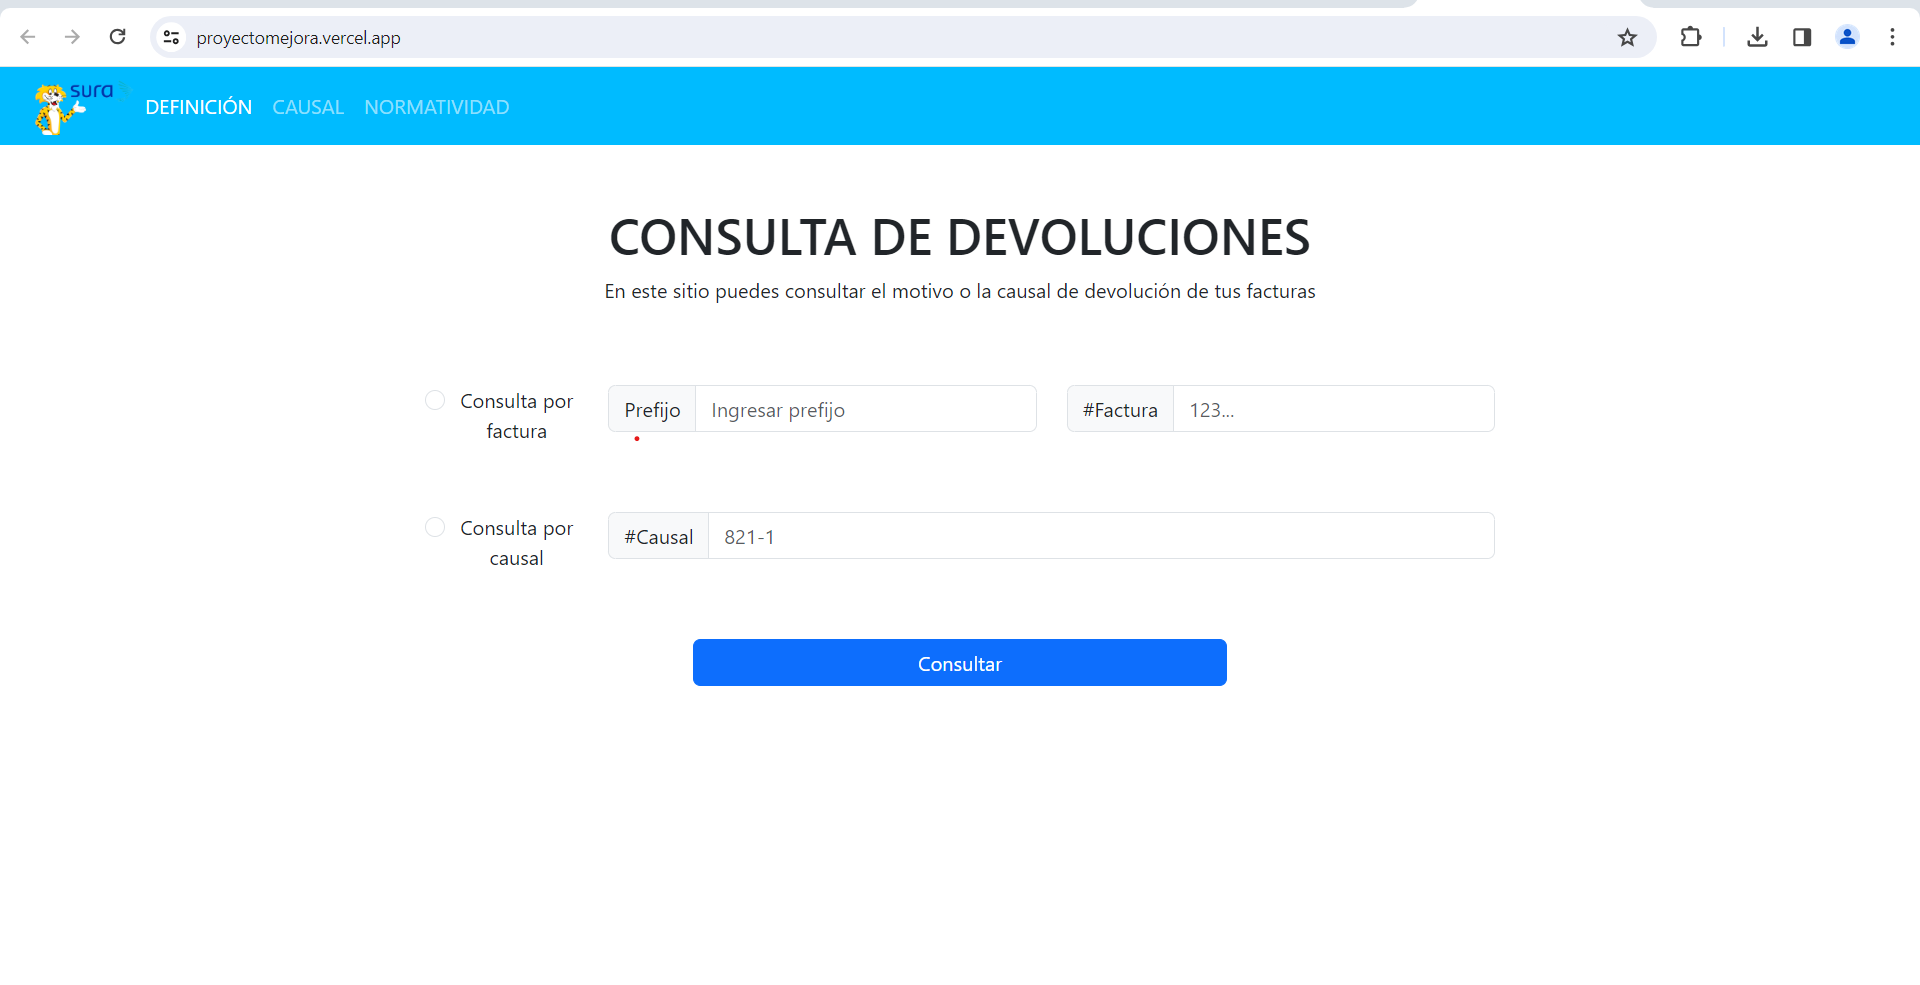 proyectomejora.vercel.app
sura
DEFINICIÓN CAUSAL NORMATIVIDAD
CONSULTA DE DEVOLUCIONES
En este sitio puedes consultar el motivo o la causal de devolución de tus facturas
Consulta por
factura
Prefijo Ingresar prefijo #Factura 123...
Consulta por
causal
#Causal 821-1
Consultar